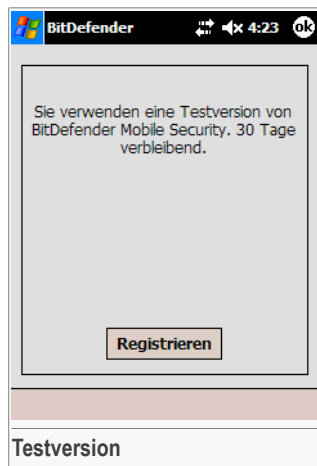 BitDefender 4:23 ok
Sie verwenden eine Testversion von
BitDefender Mobile Security. 30 Tage
verbleibend.
Registrieren
Testversion